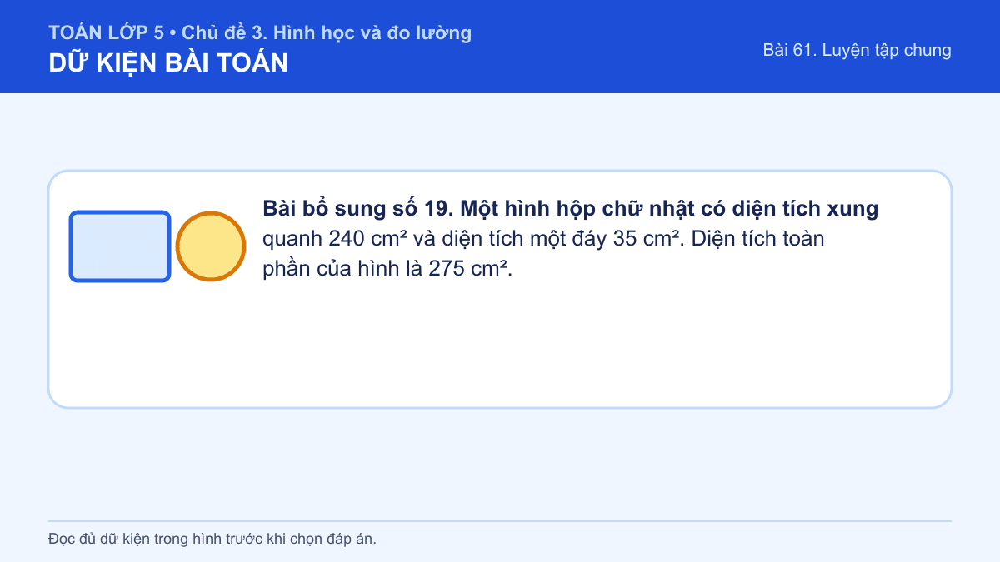 TOÁN LỚP 5 • Chủ đề 3. Hình học và đo lường
DỮ KIỆN BÀI TOÁN
Bài 61. Luyện tập chung
Bài bổ sung số 19. Một hình hộp chữ nhật có diện tích xung
quanh 240 cm² và diện tích một đáy 35 cm². Diện tích toàn
phần của hình là 275 cm².
Đọc đủ dữ kiện trong hình trước khi chọn đáp án.